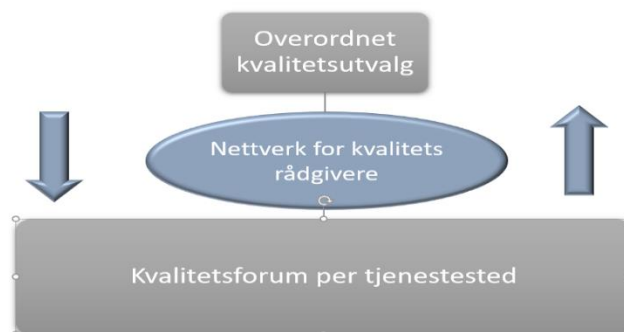 Overordnet
kvalitetsutvalg
Nettverk for kvalitets
rådgivere
Kvalitetsforum per tjenestested